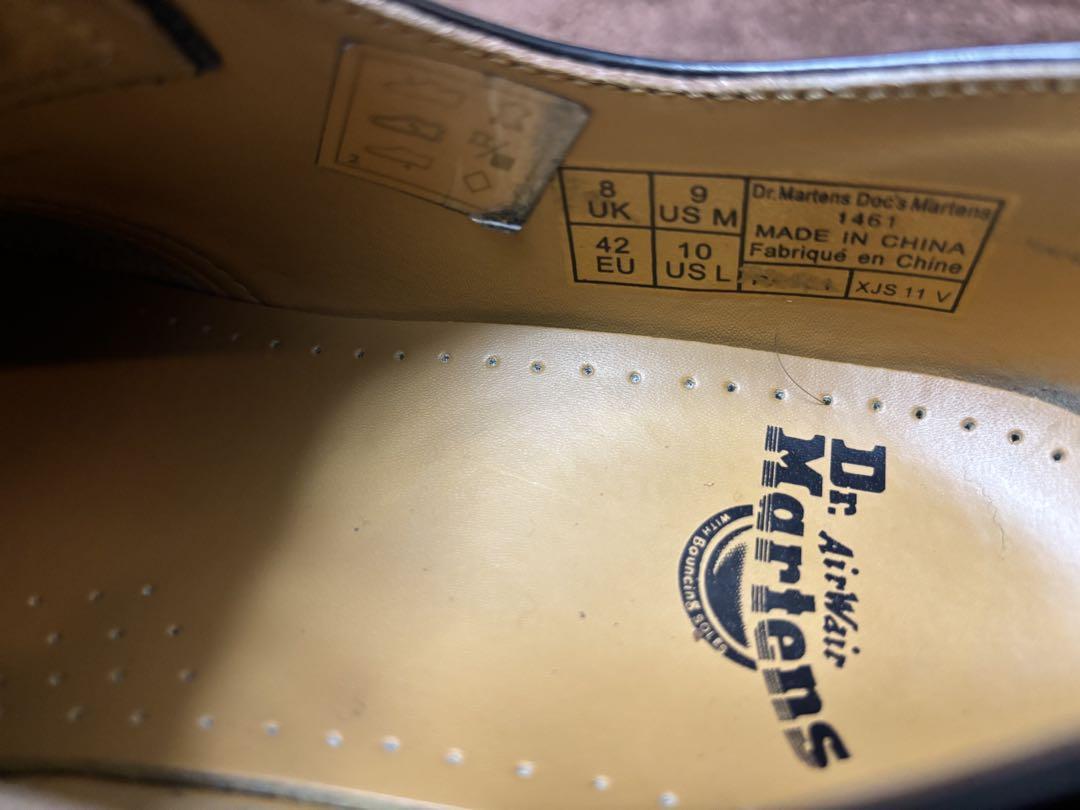 8
UK
9
US M
42
EU
10
US L
Dr.Martens Doc's Martens
1461
MADE IN CHINA
Fabriqué en Chine
XJS 11 V
Dr.
Martens
AirWair
WITH BouncinG SOLES
2